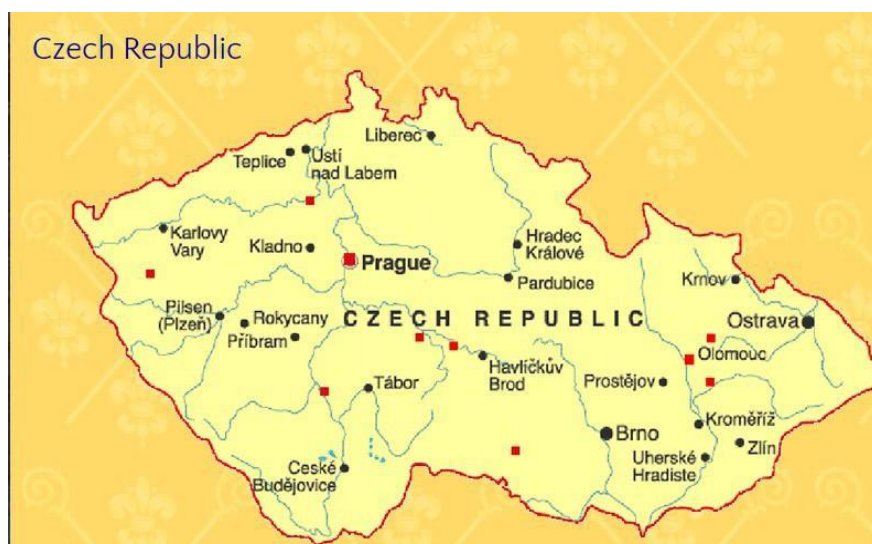 Czech Republic
Liberec
Teplice
Ústí
nad Labem
Karlovy
Vary
Kladno
Prague
Hradec
Králové
Pardubice
Krnov
Pilsen
(Plzeň)
Rokycany
Příbram
CZECH REPUBLIC
Ostrava
Havlíčkův
Brod
Olomouc
Tábor
Prostějov
Kroměříž
Brno
Zlín
Uherské
Hradiste
České
Budějovice